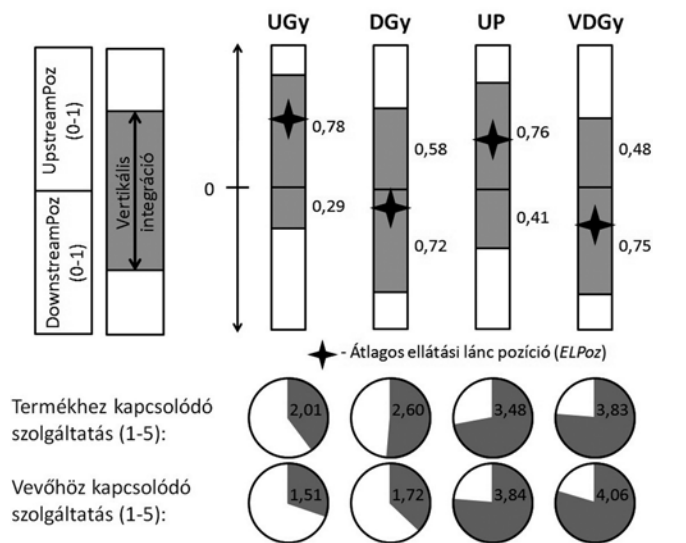 UGy DGy UP VDGy
UpstreamPoz
(0-1)
DownstreamPoz
(0-1)
Vertikális
integráció
0
0,78
0,29
0,58
0,72
0,76
0,41
0,48
0,75
- Átlagos ellátási lánc pozíció (ELPoz)
Termékhez kapcsolódó
szolgáltatás (1-5):
2,01 2,60 3,48 3,83
Vevőhöz kapcsolódó
szolgáltatás (1-5):
1,51 1,72 3,84 4,06